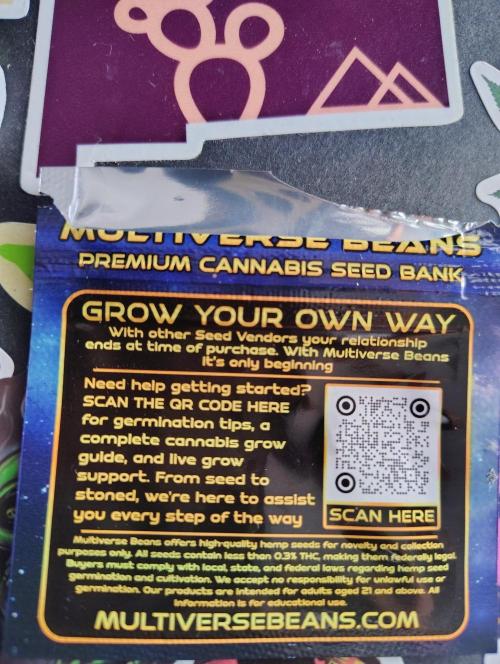 MULTIVERSE BEANS
PREMIUM CANNABIS SEED BANK
GROW YOUR OWN WAY
With other Seed Vendors your relationship
ends at time of purchase. With Multiverse Beans
it's only beginning
Need help getting started?
SCAN THE QR CODE HERE
for germination tips, a
complete cannabis grow
guide, and live grow
support. From seed to
stoned, we're here to assist
you every step of the way
SCAN HERE
Multiverse Beans offers high-quality hemp seeds for novelty and collection
purposes only. All seeds contain less than 0.3% THC, making them federally legal.
Buyers must comply with local, state, and federal laws regarding hemp seed
germination and cultivation. We accept no responsibility for unlawful use or
germination. Our products are intended for adults aged 21 and above. All
information is for educational use.
MULTIVERSEBEANS.COM